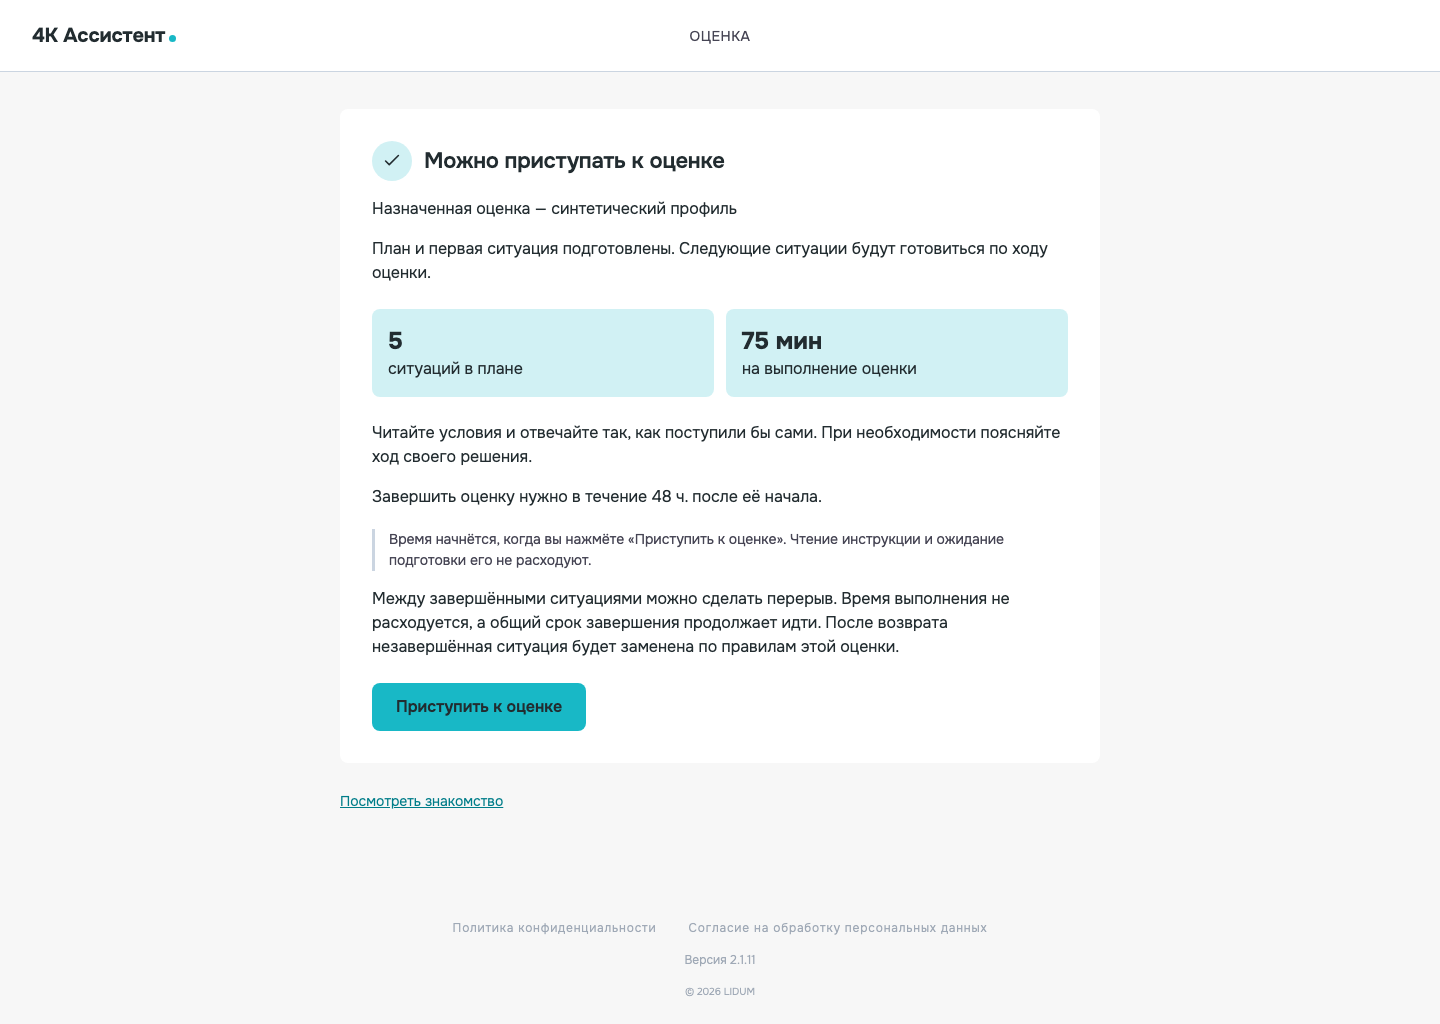 4K Ассистент
ОЦЕНКА
Можно приступать к оценке
Назначенная оценка — синтетический профиль
План и первая ситуация подготовлены. Следующие ситуации будут готовиться по ходу
оценки.
5
ситуаций в плане
75 мин
на выполнение оценки
Читайте условия и отвечайте так, как поступили бы сами. При необходимости поясняйте
ход своего решения.
Завершить оценку нужно в течение 48 ч. после её начала.
Время начнётся, когда вы нажмёте «Приступить к оценке». Чтение инструкции и ожидание
подготовки его не расходуют.
Между завершёнными ситуациями можно сделать перерыв. Время выполнения не
расходуется, а общий срок завершения продолжает идти. После возврата
незавершённая ситуация будет заменена по правилам этой оценки.
Приступить к оценке
Посмотреть знакомство
Политика конфиденциальности
Согласие на обработку персональных данных
Версия 2.1.11
© 2026 LIDUM